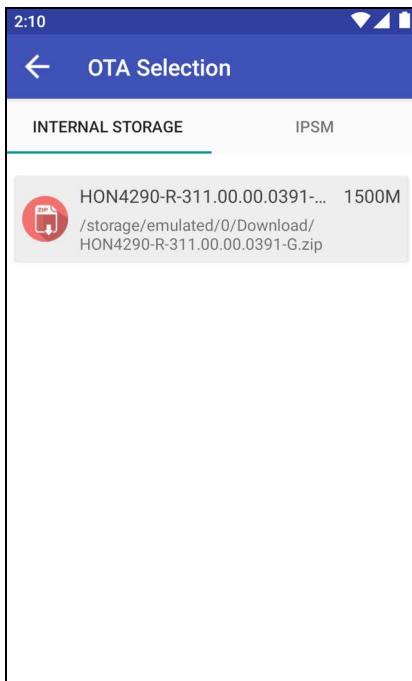 2:10
OTA Selection
INTERNAL STORAGE IPSM
HON4290-R-311.00.00.0391-... 1500M
ZIP
/storage/emulated/0/Download/
HON4290-R-311.00.00.0391-G.zip